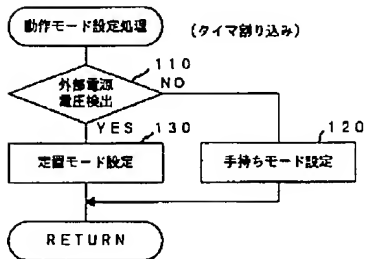 動作モード設定処理
(タイマ割り込み)
110
外部電源
電圧検出
NO
YES
130
120
定置モード設定
手持ちモード設定
RETURN